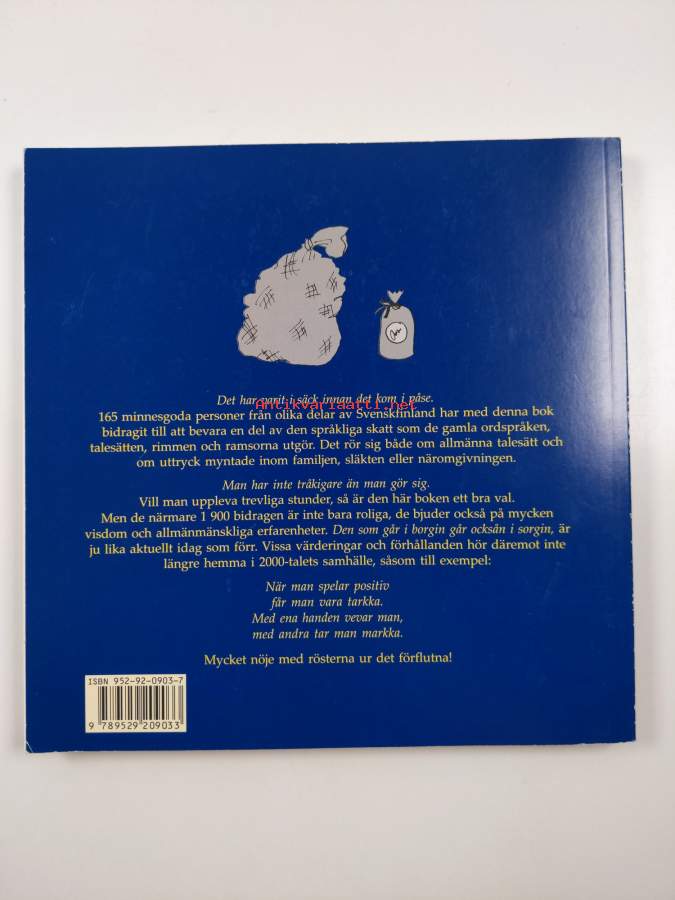 Det har varit i säck innan det kom i påse.
Antikvariaatti.net
165 minnesgoda personer från olika delar av Svenskfinland har med denna bok
bidragit till att bevara en del av den språkliga skatt som de gamla ordspråken,
talesätten, rimmen och ramsorna utgör. Det rör sig både om allmänna talesätt och
om uttryck myntade inom familjen, släkten eller näromgivningen.
Man har inte tråkigare än man gör sig.
Vill man uppleva trevliga stunder, så är den här boken ett bra val.
Men de närmare 1 900 bidragen är inte bara roliga, de bjuder också på mycken
visdom och allmänmänskliga erfarenheter. Den som går i borgin gårocksån i sorgin, är
ju lika aktuellt idag som förr. Vissa värderingar och förhållanden hör däremot inte
längre hemma i 2000-talets samhälle, såsom till exempel:
När man spelar positiv
får man vara tarkka.
Med ena handen vevar man,
med andra tar man markka.
Mycket nöje med rösterna ur det förflutna!
ISBN 952-92-0903-7
9 789529 209033